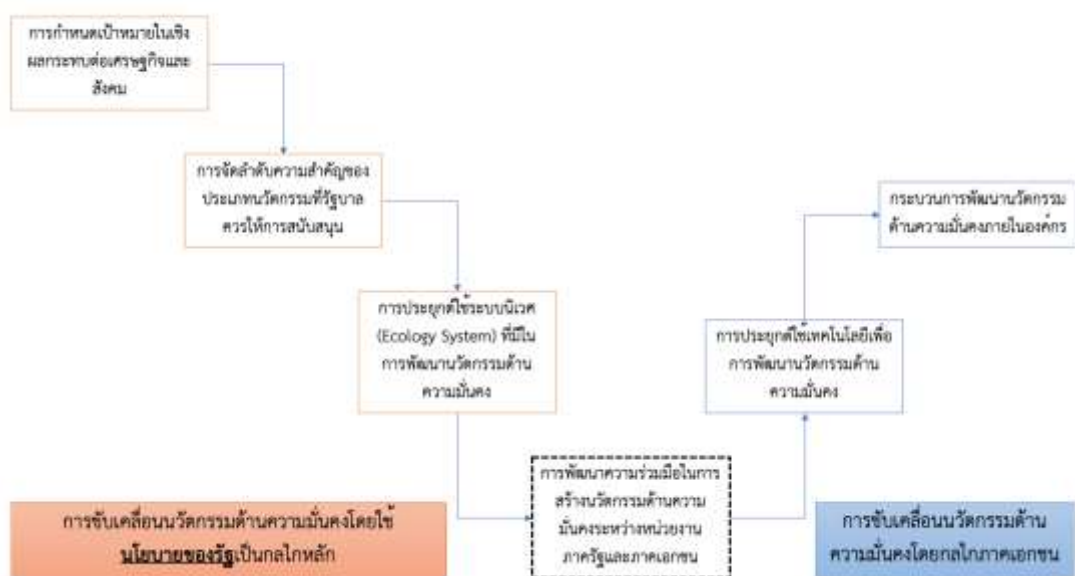 การกำหนดเป้าหมายในเชิง
ผลกระทบต่อเศรษฐกิจและ
สังคม
การจัดลำดับความสำคัญของ
ประเภทนวัตกรรมที่รัฐบาล
ควรให้การสนับสนุน
การประยุกต์ใช้ระบบนิเวศ
(Ecology System) ที่มีใน
การพัฒนานวัตกรรมด้าน
ความมั่นคง
การพัฒนาความร่วมมือในการ
สร้างนวัตกรรมด้านความ
มั่นคงระหว่างหน่วยงาน
ภาครัฐและภาคเอกชน
การประยุกต์ใช้เทคโนโลยีเพื่อ
การพัฒนานวัตกรรมด้าน
ความมั่นคง
กระบวนการพัฒนานวัตกรรม
ด้านความมั่นคงภายในองค์กร
การขับเคลื่อนนวัตกรรมด้านความมั่นคงโดยใช้
นโยบายของรัฐเป็นกลไกหลัก
การขับเคลื่อนนวัตกรรมด้าน
ความมั่นคงโดยกลไกภาคเอกชน